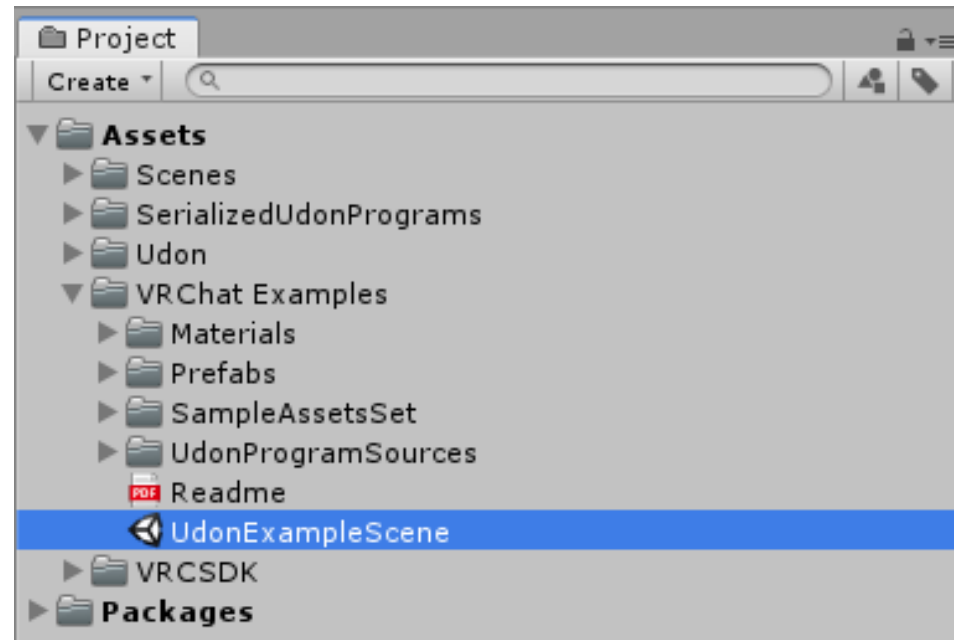 Project
Create
Assets
Scenes
SerializedUdonPrograms
Udon
VRChat Examples
Materials
Prefabs
SampleAssetsSet
UdonProgramSources
PDF Readme
UdonExampleScene
VRCSDK
Packages